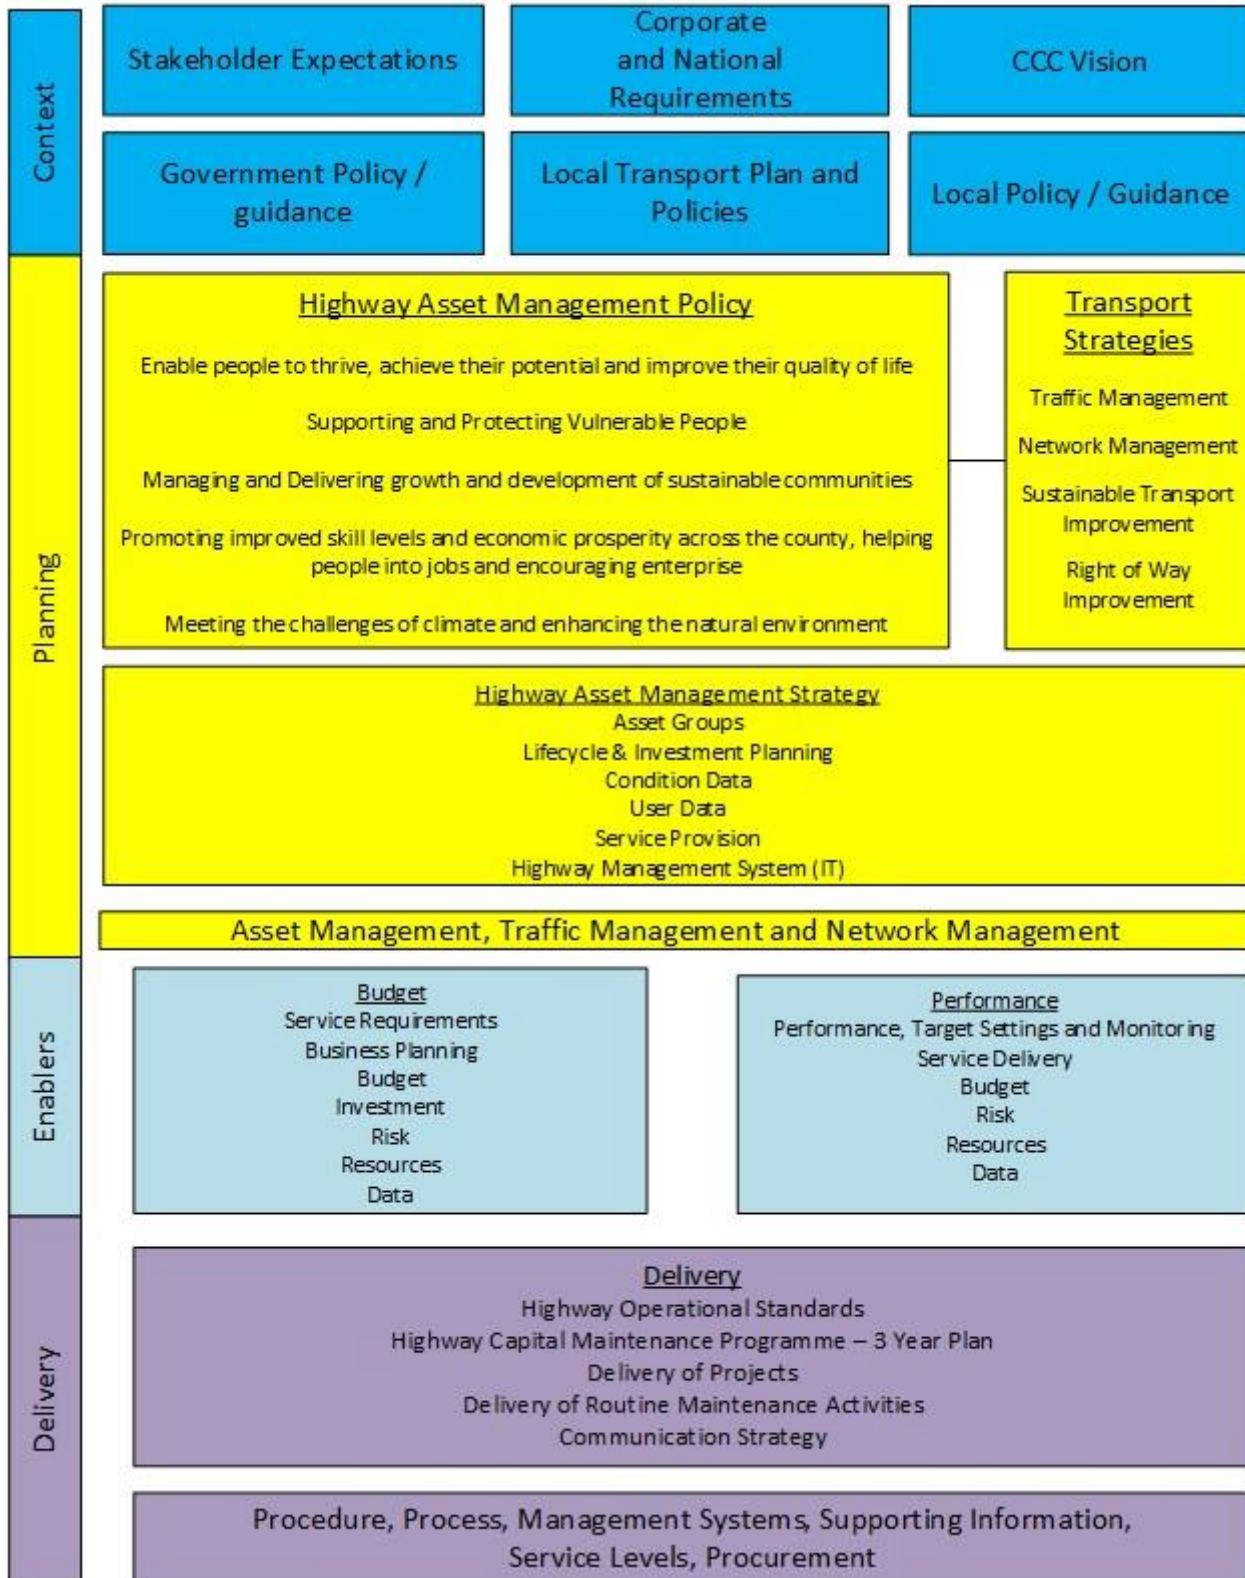 Context
Stakeholder Expectations
Corporate
and National
Requirements
CCC Vision
Government Policy /
guidance
Local Transport Plan and
Policies
Local Policy / Guidance
Planning
Highway Asset Management Policy
Enable people to thrive, achieve their potential and improve their quality of life
Supporting and Protecting Vulnerable People
Managing and Delivering growth and development of sustainable communities
Promoting improved skill levels and economic prosperity across the county, helping
people into jobs and encouraging enterprise
Meeting the challenges of climate and enhancing the natural environment
Transport
Strategies
Traffic Management
Network Management
Sustainable Transport
Improvement
Right of Way
Improvement
Highway Asset Management Strategy
Asset Groups
Lifecycle & Investment Planning
Condition Data
User Data
Service Provision
Highway Management System (IT)
Asset Management, Traffic Management and Network Management
Enablers
Budget
Service Requirements
Business Planning
Budget
Investment
Risk
Resources
Data
Performance
Performance, Target Settings and Monitoring
Service Delivery
Budget
Risk
Resources
Data
Delivery
Delivery
Highway Operational Standards
Highway Capital Maintenance Programme – 3 Year Plan
Delivery of Projects
Delivery of Routine Maintenance Activities
Communication Strategy
Procedure, Process, Management Systems, Supporting Information,
Service Levels, Procurement